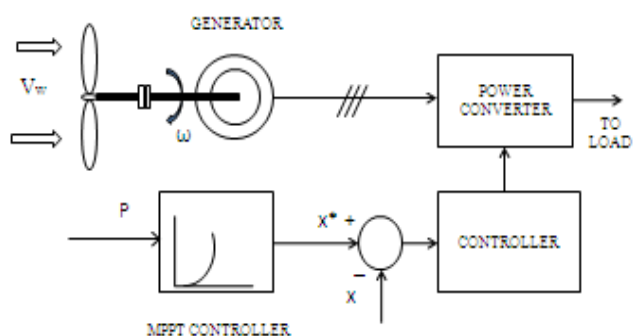 GENERATOR
Vw
ω
POWER
CONVERTER
TO
LOAD
P
X* +
−
X
CONTROLLER
MPPT CONTROLLER